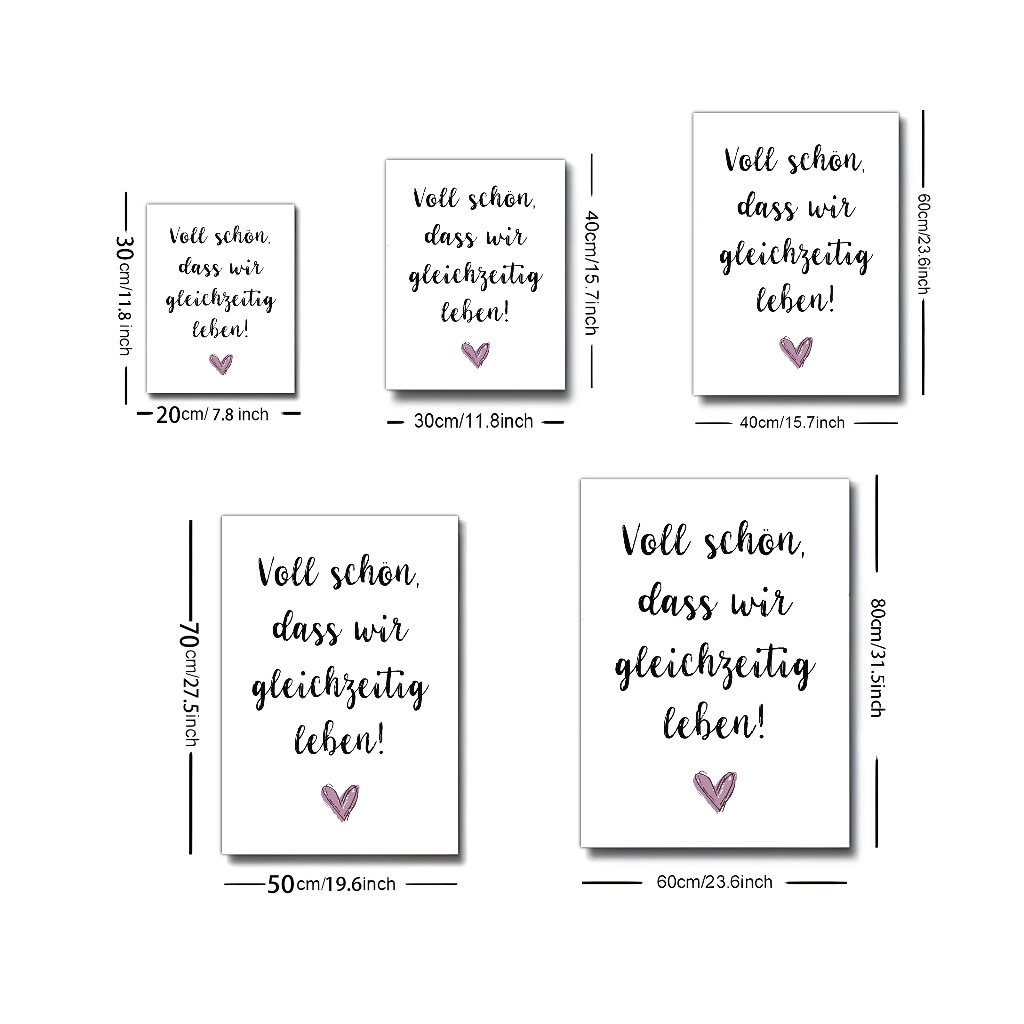 Voll schön,
dass wir
gleichzeitig
leben!
30cm/11.8 inch
20cm/ 7.8 inch
Voll schön,
dass wir
gleichzeitig
leben!
40cm/15.7inch
30cm/11.8inch
Voll schön,
dass wir
gleichzeitig
leben!
60cm/23.6inch
40cm/15.7inch
Voll schön,
dass wir
gleichzeitig
leben!
70cm/27.5inch
50cm/19.6inch
Voll schön,
dass wir
gleichzeitig
leben!
80cm/31.5inch
60cm/23.6inch